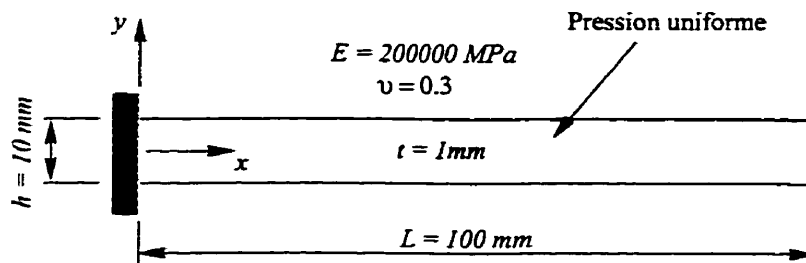 y
Pression uniforme
E = 200000 MPa
υ = 0.3
h = 10 mm
x
t = 1mm
L = 100 mm